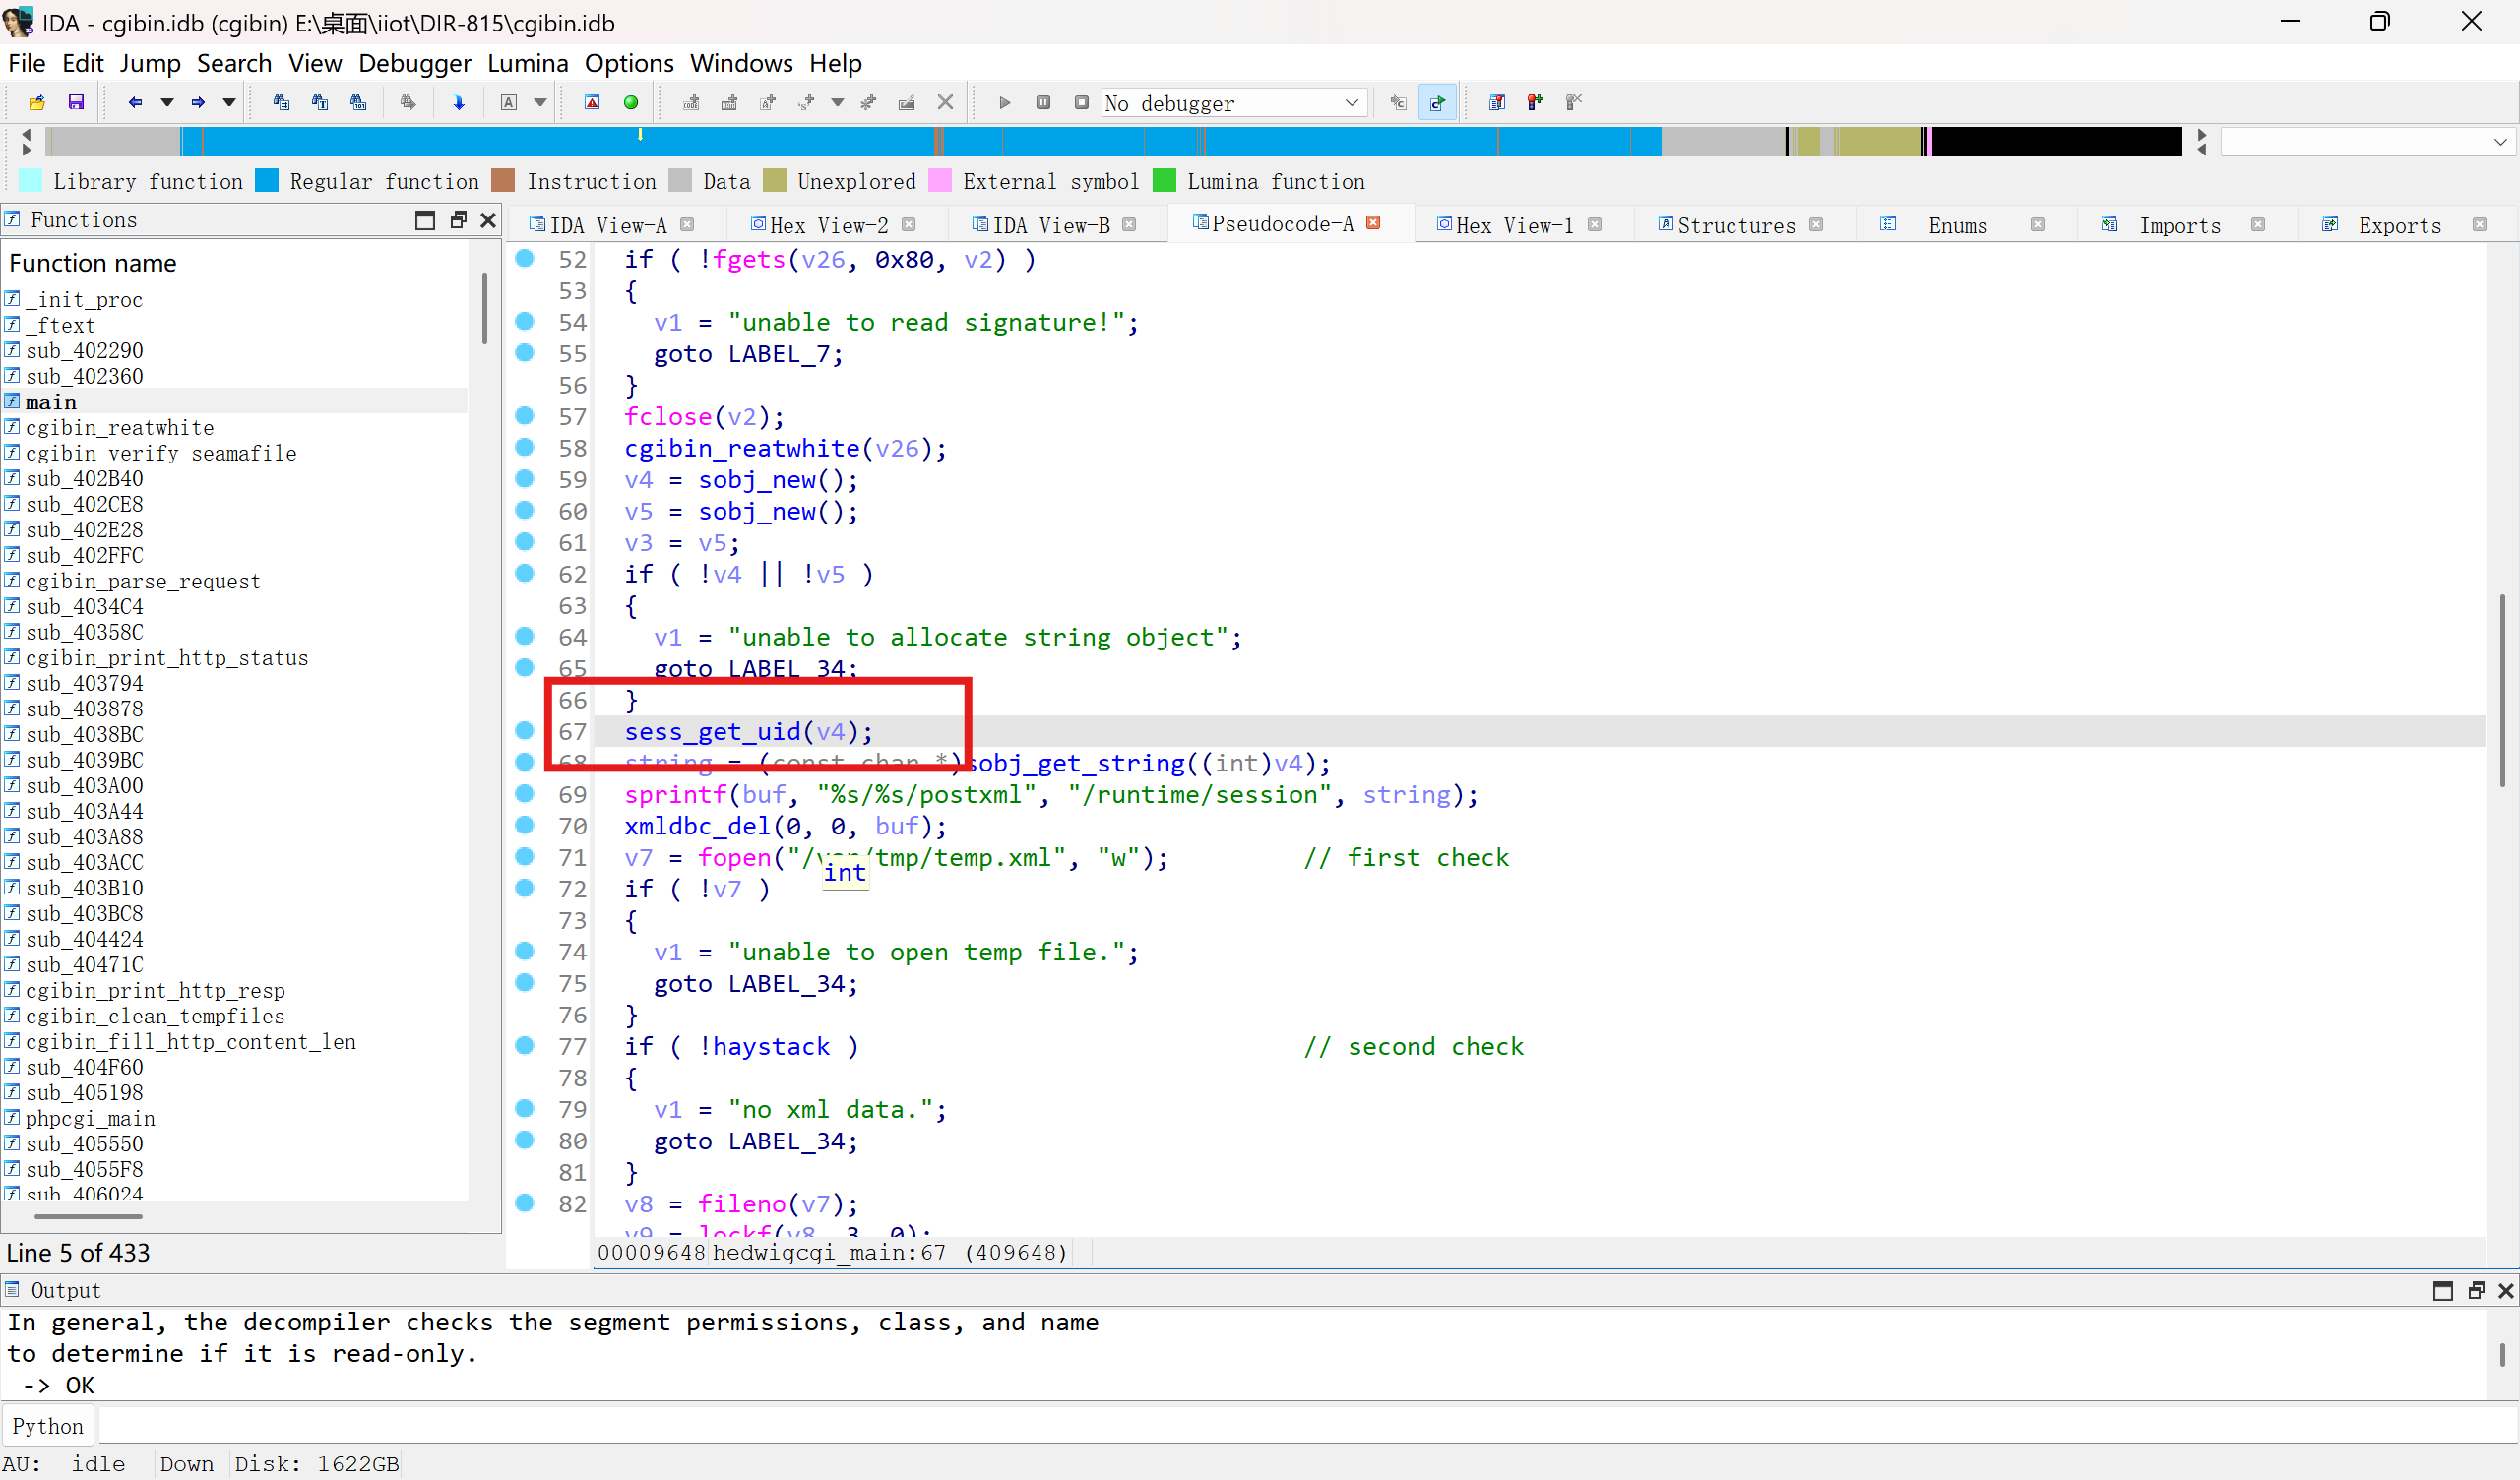 IDA - cgibin.idb (cgibin) E:\桌面\iiot\DIR-815\cgibin.idb
File Edit Jump Search View Debugger Lumina Options Windows Help
No debugger
Library function Regular function Instruction Data Unexplored External symbol Lumina function
Functions
Function name
_init_proc
_ftext
sub_402290
sub_402360
main
cgibin_reatwhite
cgibin_verify_seamafile
sub_402B40
sub_402CE8
sub_402E28
sub_402FFC
cgibin_parse_request
sub_4034C4
sub_40358C
cgibin_print_http_status
sub_403794
sub_403878
sub_4038BC
sub_4039BC
sub_403A00
sub_403A44
sub_403A88
sub_403ACC
sub_403B10
sub_403BC8
sub_404424
sub_40471C
cgibin_print_http_resp
cgibin_clean_tempfiles
cgibin_fill_http_content_len
sub_404F60
sub_405198
phpcgi_main
sub_405550
sub_4055F8
sub_406024
Line 5 of 433
IDA View-A Hex View-2 IDA View-B Pseudocode-A Hex View-1 Structures Enums Imports Exports
52 if ( !fgets(v26, 0x80, v2) )
53 {
54 v1 = "unable to read signature!";
55 goto LABEL_7;
56 }
57 fclose(v2);
58 cgibin_reatwhite(v26);
59 v4 = sobj_new();
60 v5 = sobj_new();
61 v3 = v5;
62 if ( !v4 || !v5 )
63 {
64 v1 = "unable to allocate string object";
65 goto LABEL_34;
66 }
67 sess_get_uid(v4);
68 string = (const char *)sobj_get_string((int)v4);
69 sprintf(buf, "%s/%s/postxml", "/runtime/session", string);
70 xmldbc_del(0, 0, buf);
71 v7 = fopen("/var/tmp/temp.xml", "w"); // first check
int
72 if ( !v7 )
73 {
74 v1 = "unable to open temp file.";
75 goto LABEL_34;
76 }
77 if ( !haystack ) // second check
78 {
79 v1 = "no xml data.";
80 goto LABEL_34;
81 }
82 v8 = fileno(v7);
v9 = lockf(v8, 3, 0);
00009648 hedwigcgi_main:67 (409648)
Output
In general, the decompiler checks the segment permissions, class, and name
to determine if it is read-only.
-> OK
Python
AU: idle Down Disk: 1622GB